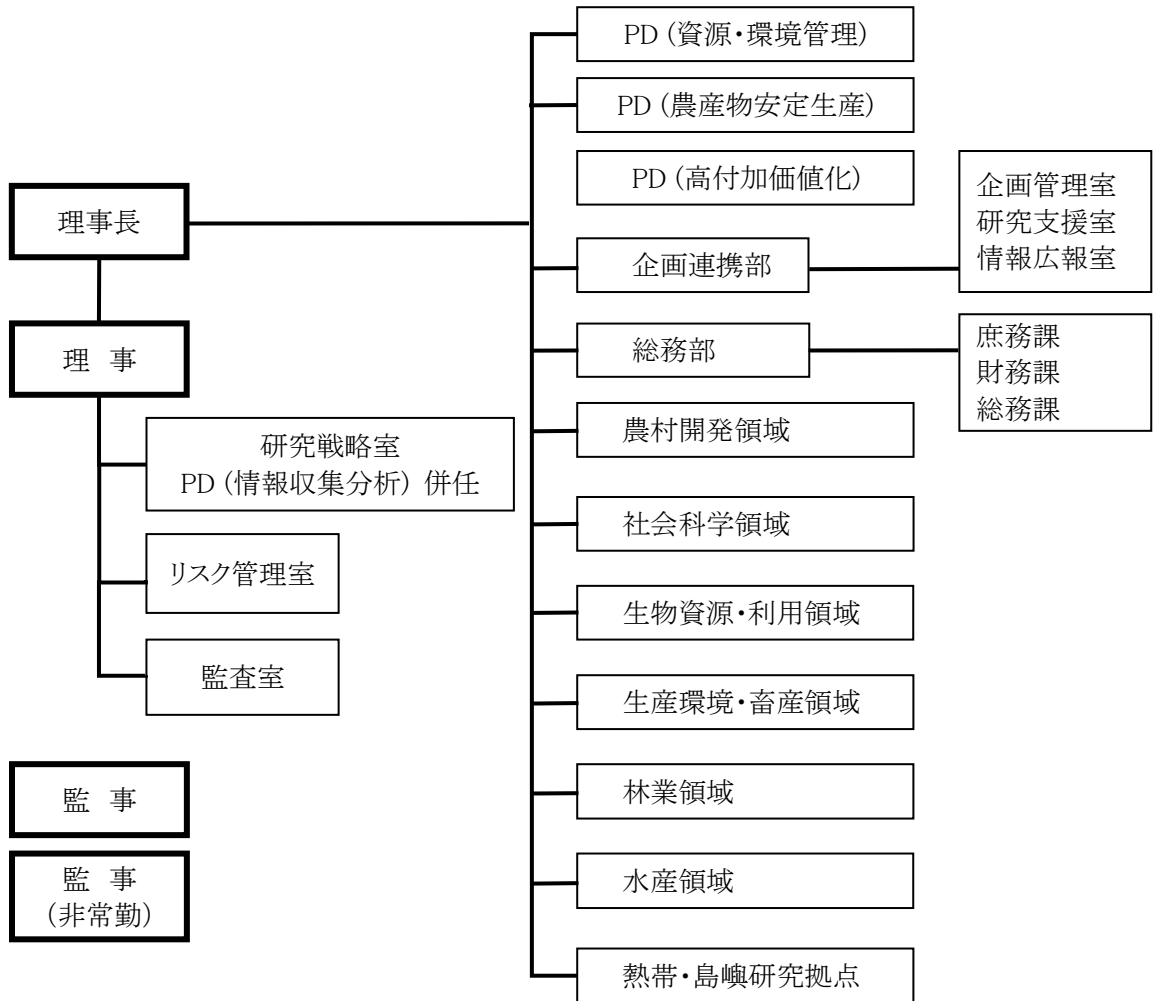 理事長
理 事
研究戦略室
PD (情報収集分析) 併任
リスク管理室
監査室
監 事
監 事
(非常勤)
PD (資源・環境管理)
PD (農産物安定生産)
PD (高付加価値化)
企画連携部
企画管理室
研究支援室
情報広報室
総務部
庶務課
財務課
総務課
農村開発領域
社会科学領域
生物資源・利用領域
生産環境・畜産領域
林業領域
水産領域
熱帯・島嶼研究拠点